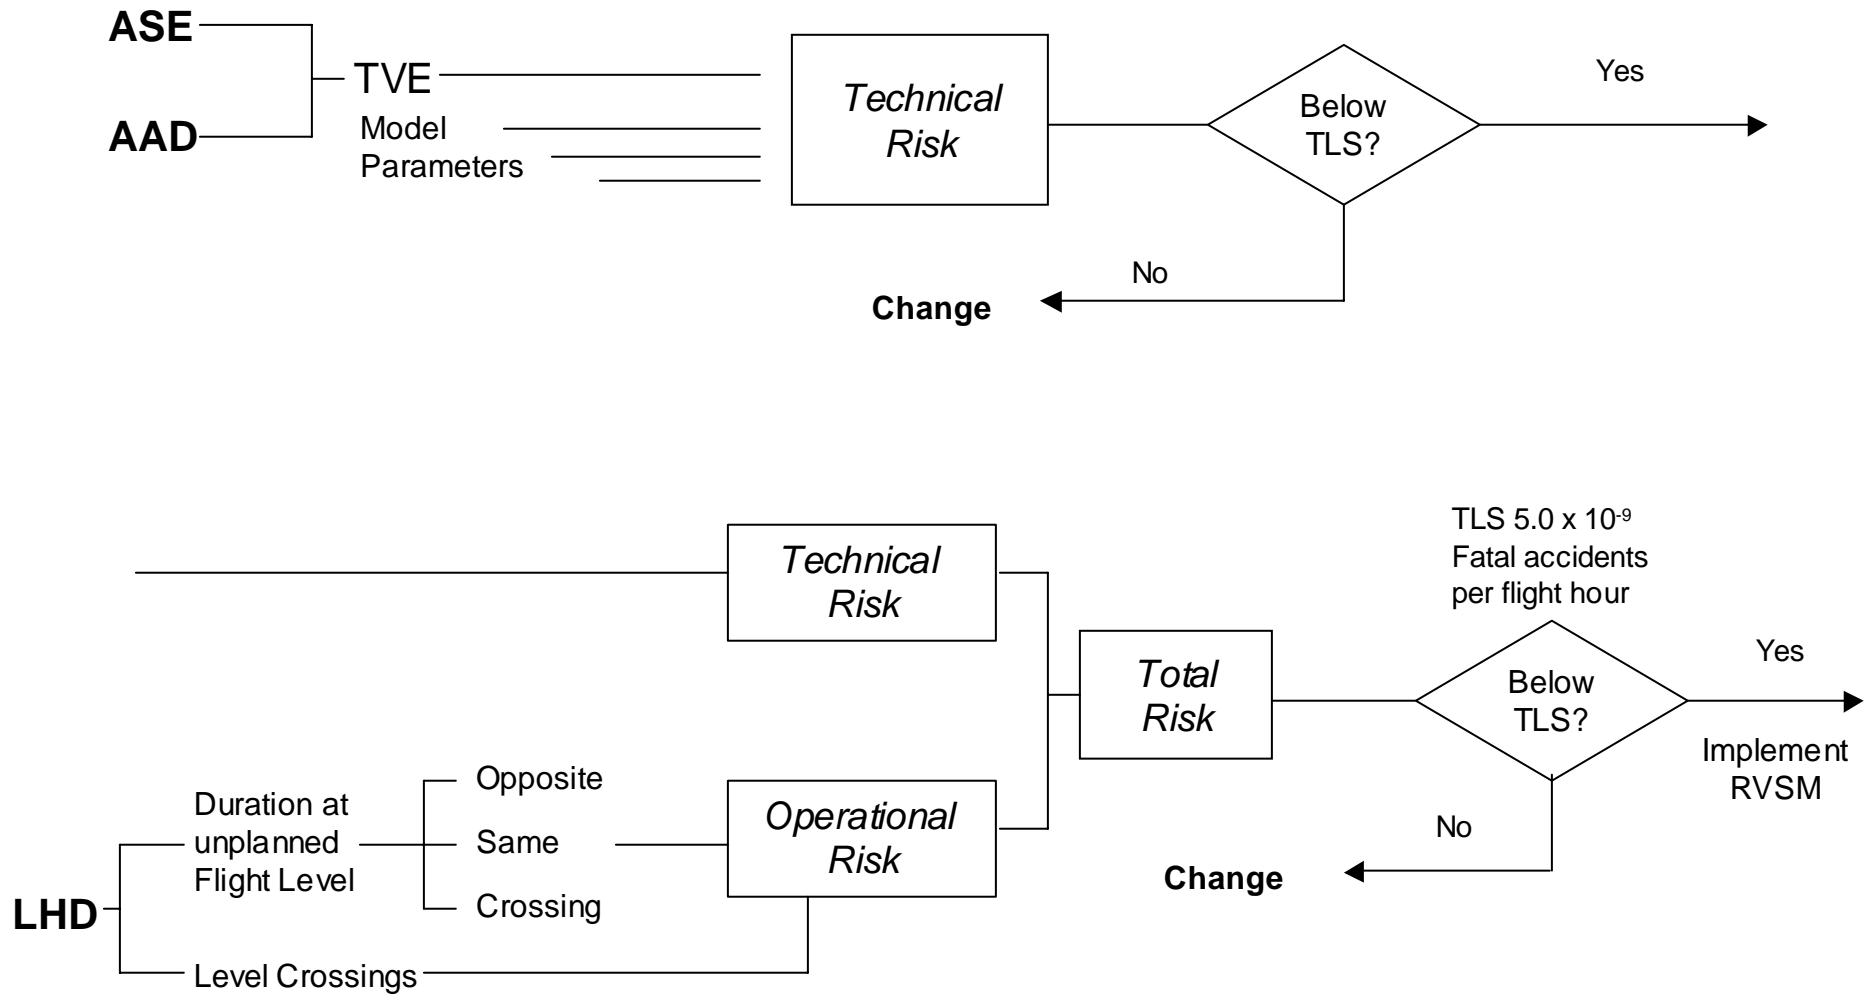 ASE
AAD
TVE
Model
Parameters
Technical
Risk
Below
TLS?
Yes
No
Change
TLS 5.0 x 10⁻⁹
Fatal accidents
per flight hour
Technical
Risk
Total
Risk
Below
TLS?
Yes
Implement
RVSM
No
Change
LHD
Duration at
unplanned
Flight Level
Opposite
Same
Crossing
Operational
Risk
Level Crossings